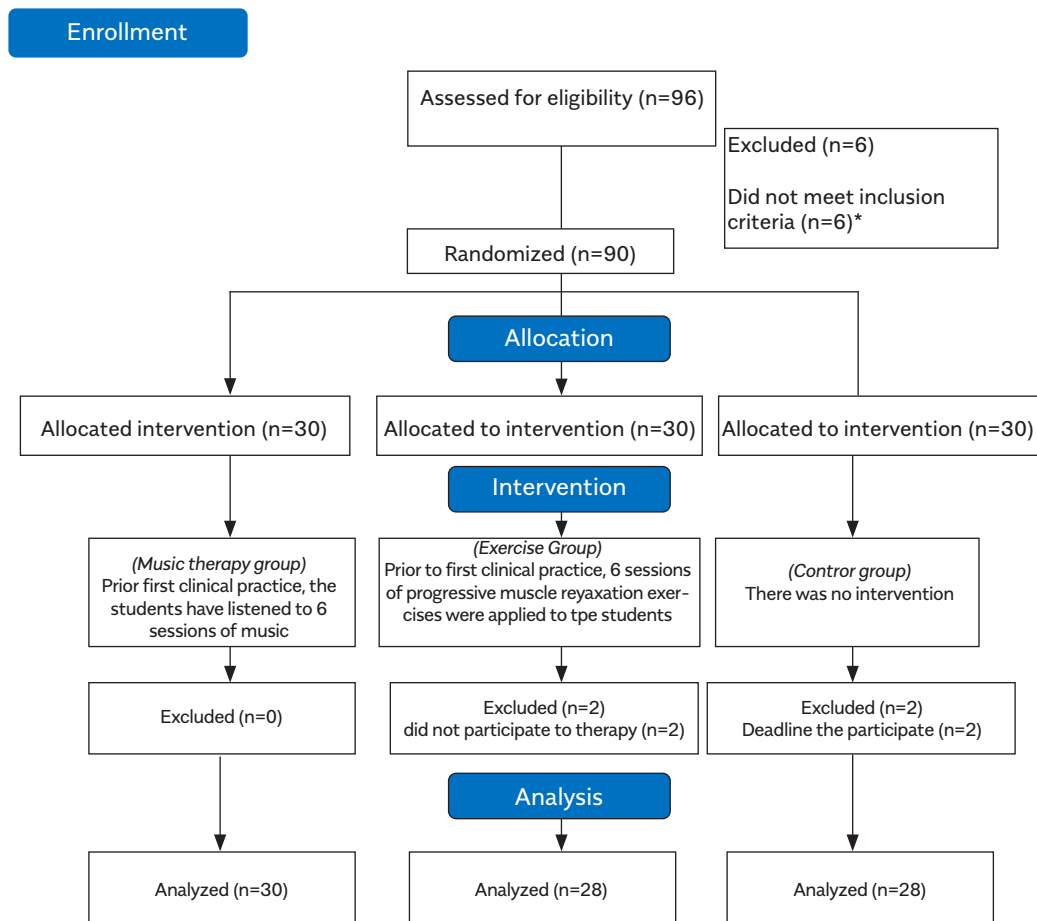 Enrollment
Assessed for eligibility (n=96)
Excluded (n=6)
Did not meet inclusion
criteria (n=6)*
Randomized (n=90)
Allocation
Allocated intervention (n=30)
Allocated to intervention (n=30)
Allocated to intervention (n=30)
Intervention
(Music therapy group)
Prior first clinical practice, the
students have listened to 6
sessions of music
(Exercise Group)
Prior to first clinical practice, 6 sessions
of progressive muscle reyaxation exer-
cises were applied to tpe students
(Contror group)
There was no intervention
Excluded (n=0)
Excluded (n=2)
did not participate to therapy (n=2)
Excluded (n=2)
Deadline the participate (n=2)
Analysis
Analyzed (n=30)
Analyzed (n=28)
Analyzed (n=28)